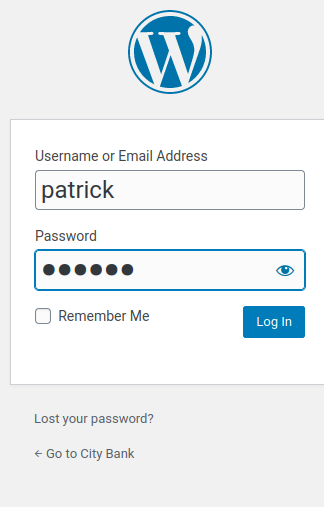 Username or Email Address
patrick
Password
●●●●●●
Remember Me
Log In
Lost your password?
← Go to City Bank